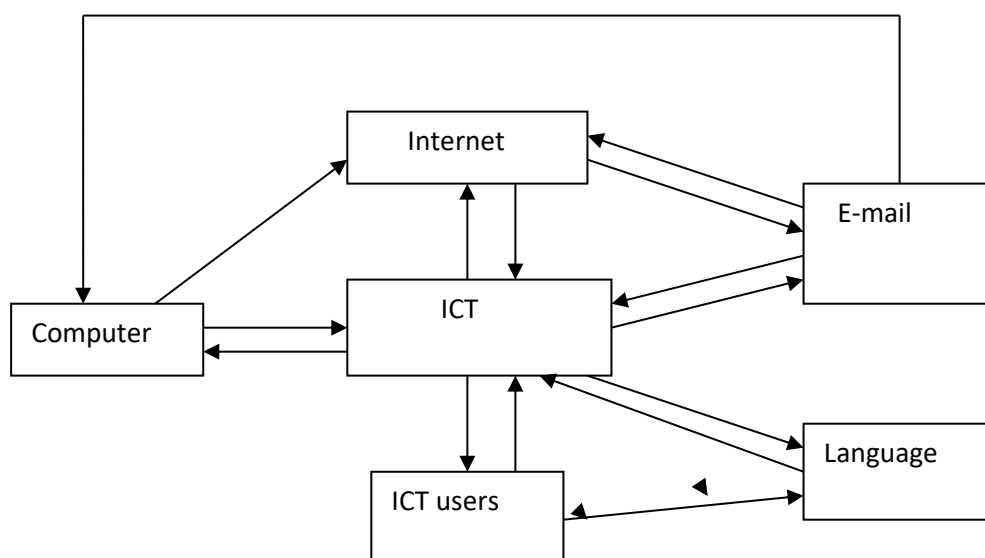 Internet
E-mail
ICT
Computer
Language
ICT users